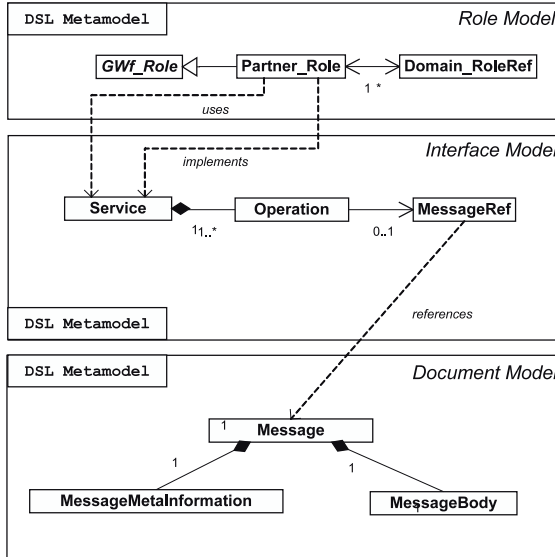 DSL Metamodel
Role Model
GWf_Role
Partner_Role
Domain_RoleRef
1 *
uses
implements
Interface Model
Service
Operation
MessageRef
1
1..*
0..1
DSL Metamodel
references
DSL Metamodel
Document Model
1
Message
1
1
MessageMetaInformation
MessageBody
1